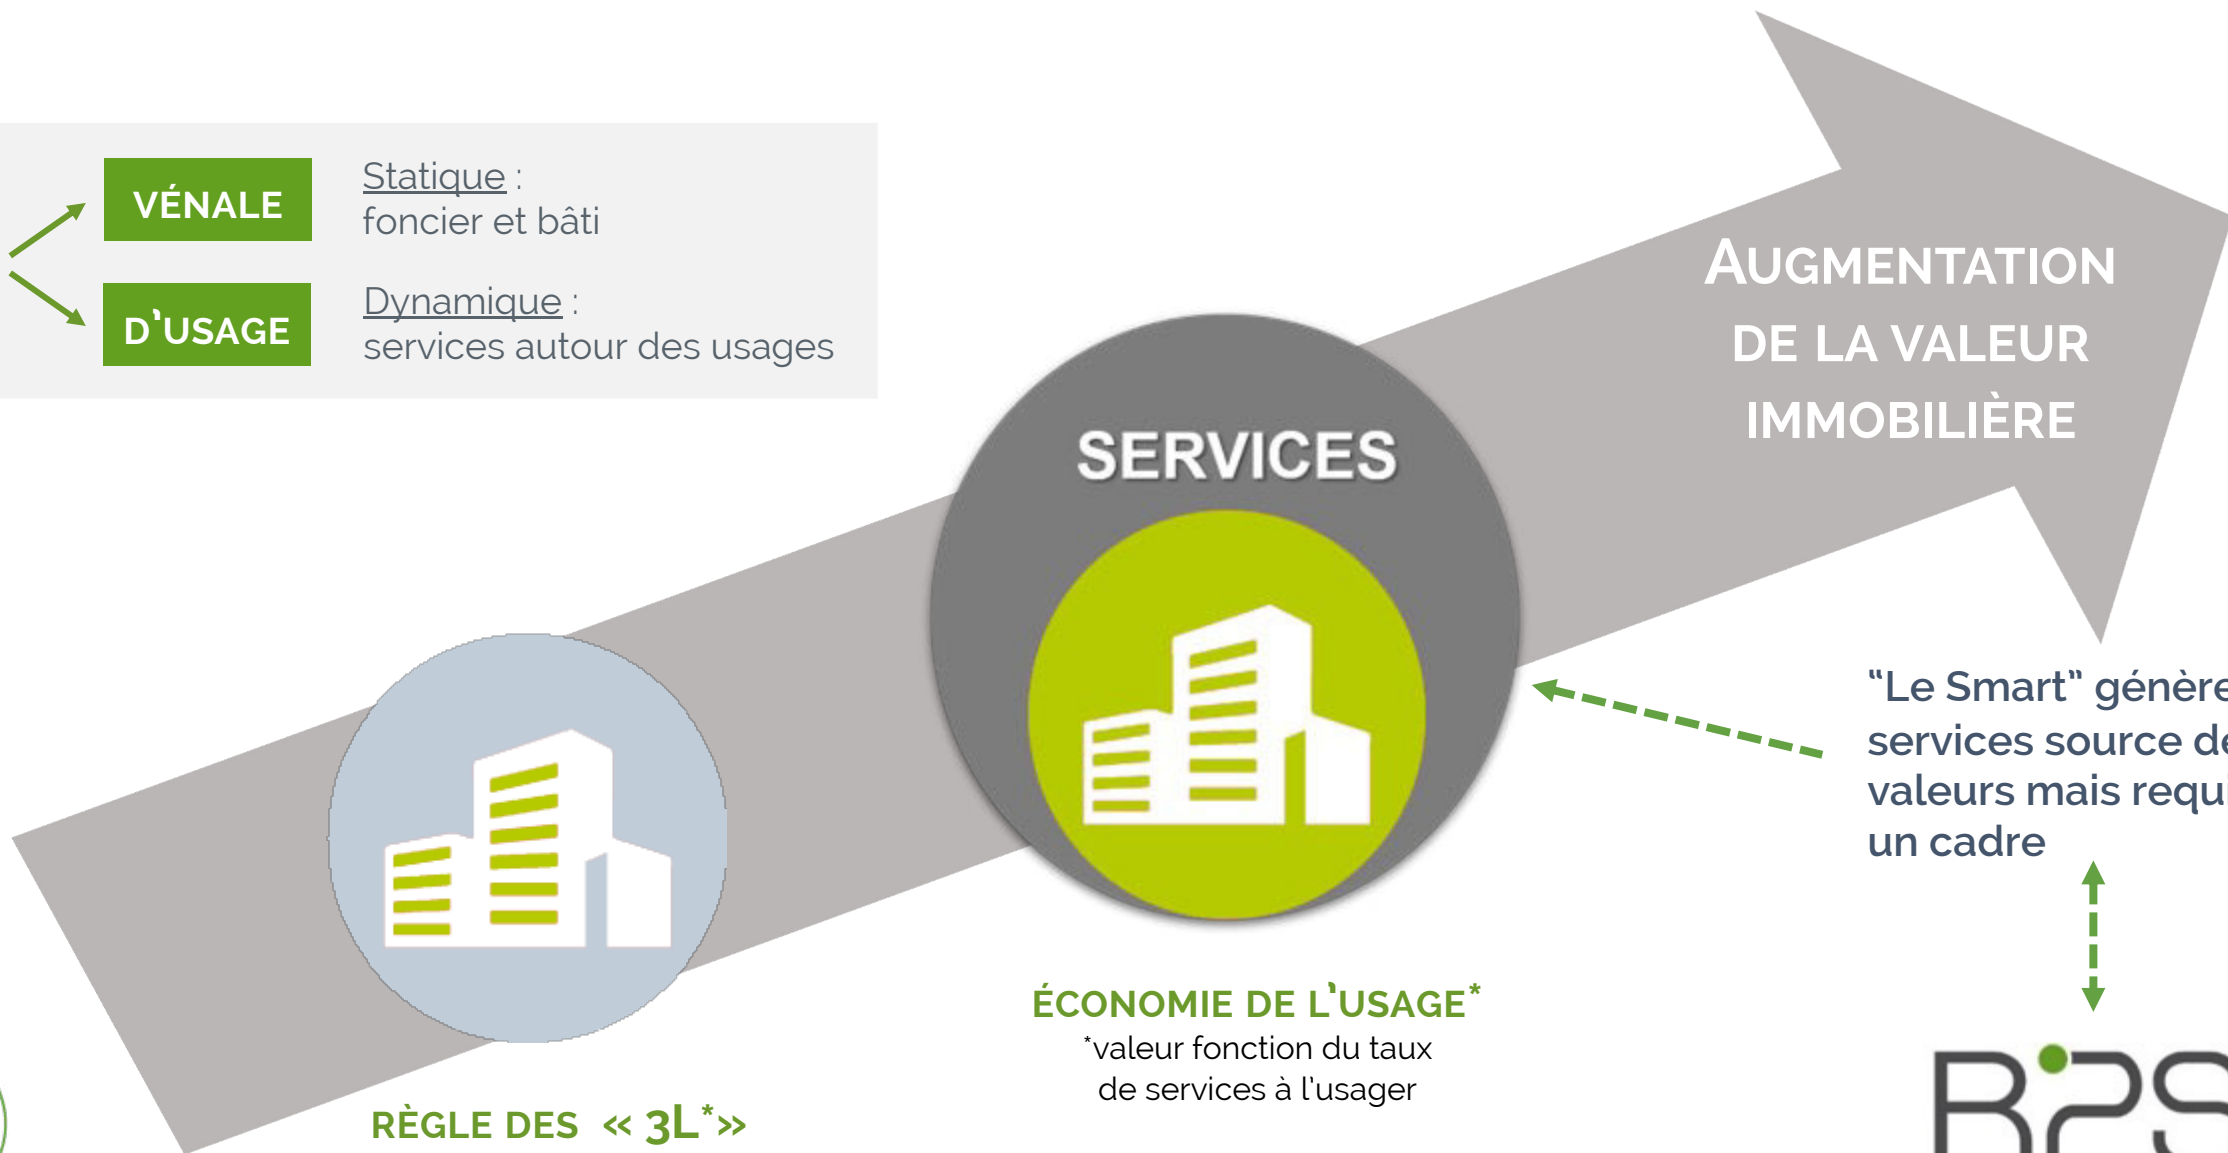 VÉNALE
Statique :
foncier et bâti
D'USAGE
Dynamique :
services autour des usages
AUGMENTATION
DE LA VALEUR
IMMOBILIÈRE
SERVICES
“Le Smart” génère
services source de
valeurs mais requi
un cadre
ÉCONOMIE DE L'USAGE*
*valeur fonction du taux
de services à l'usager
RÈGLE DES « 3L*»